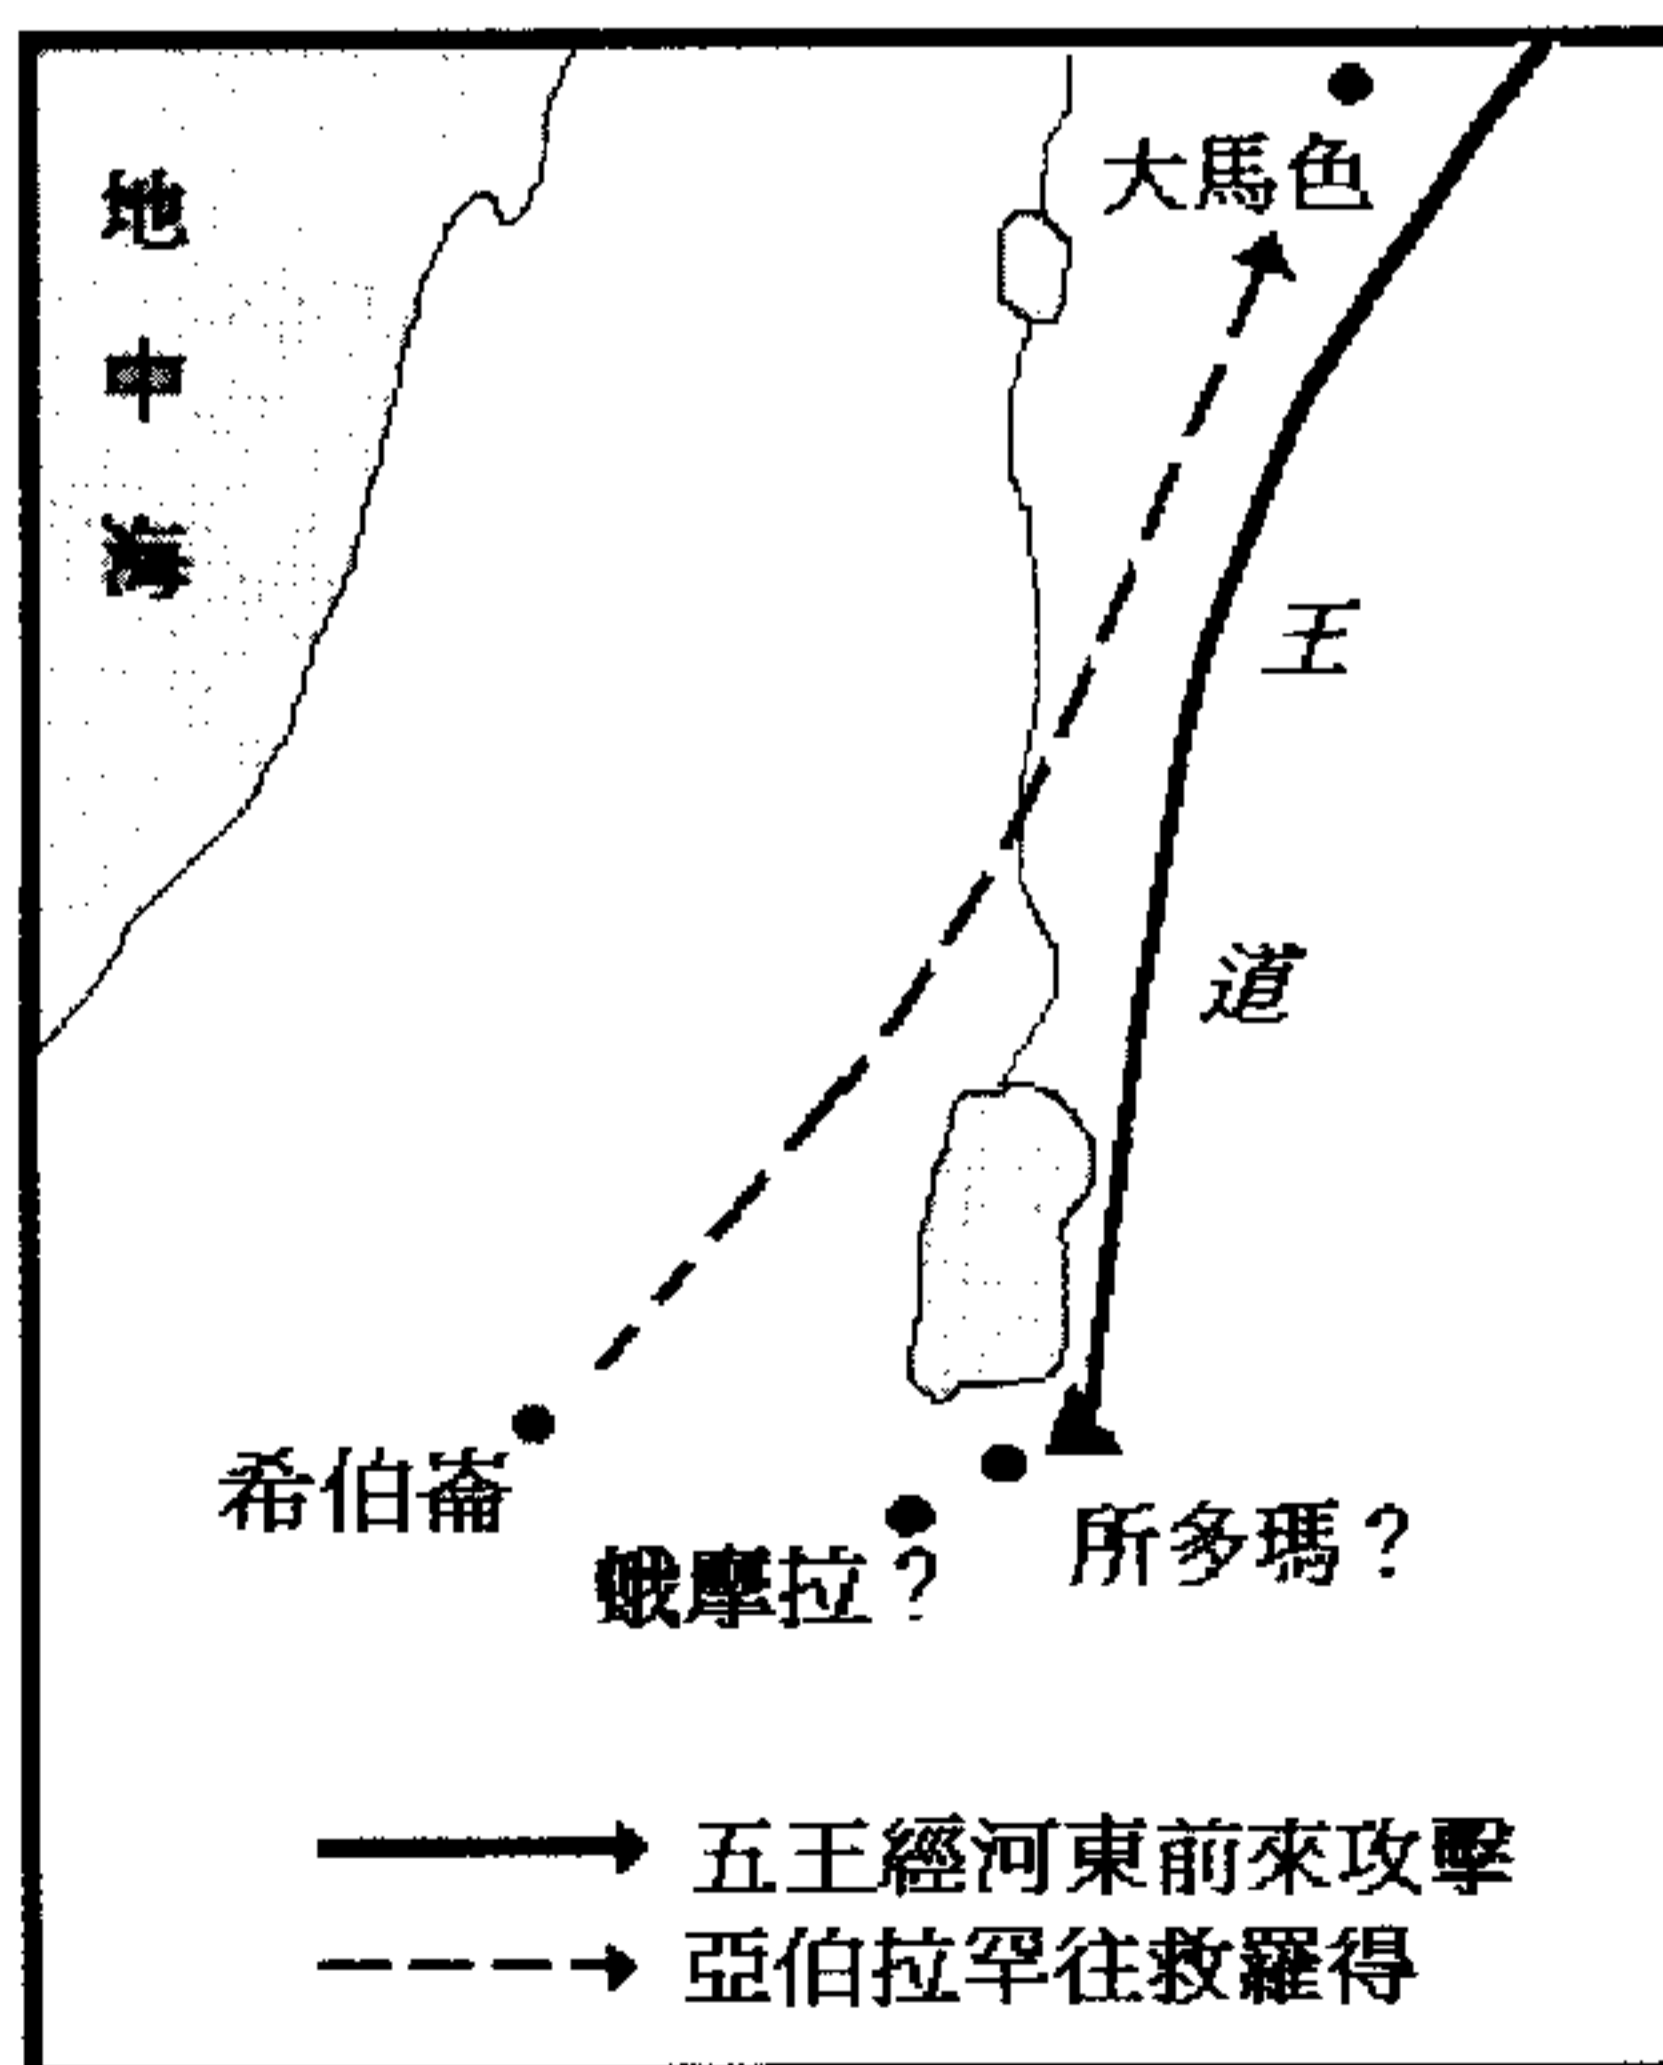 大馬色
地中海
王道
希伯崙
所多瑪？
蛾摩拉？
五王經河東前來攻擊
亞伯拉罕往救羅得